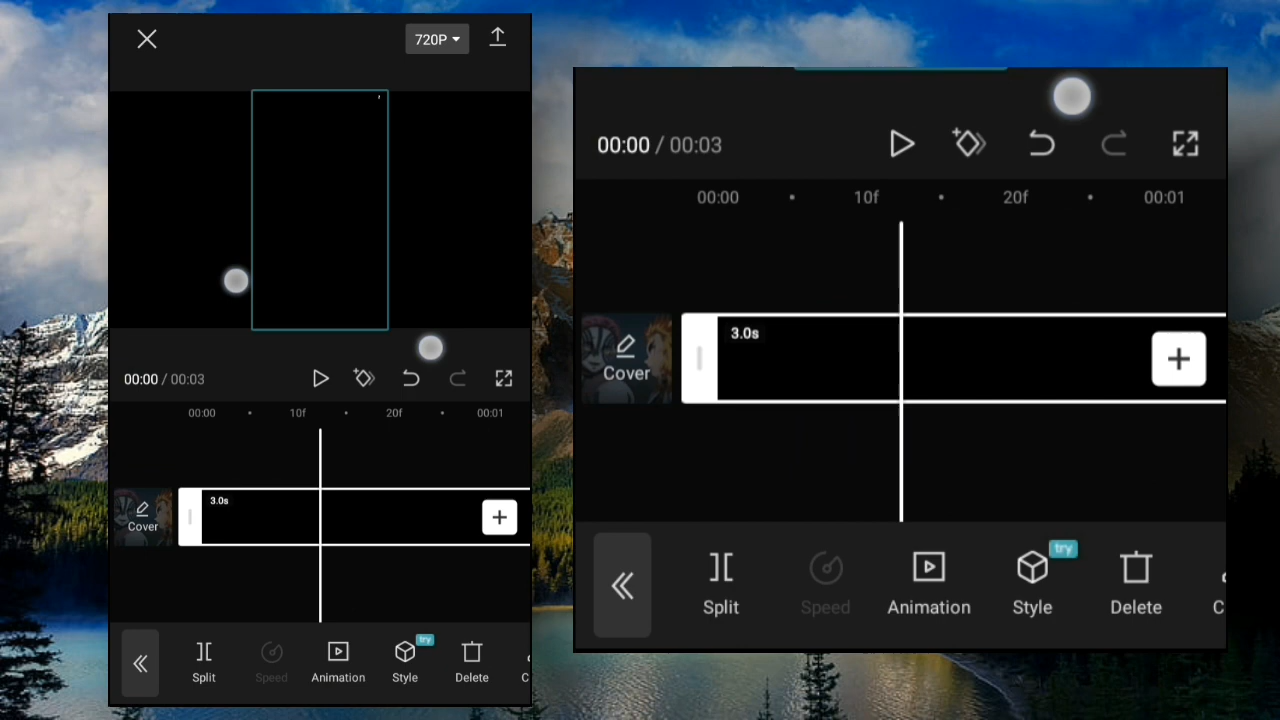 720P
00:00 / 00:03
00:00 10f 20f 00:01
3.0s
Cover
try
Split Speed Animation Style Delete C
00:00 / 00:03
00:00 10f 20f 00:01
3.0s
Cover
try
Split Speed Animation Style Delete C